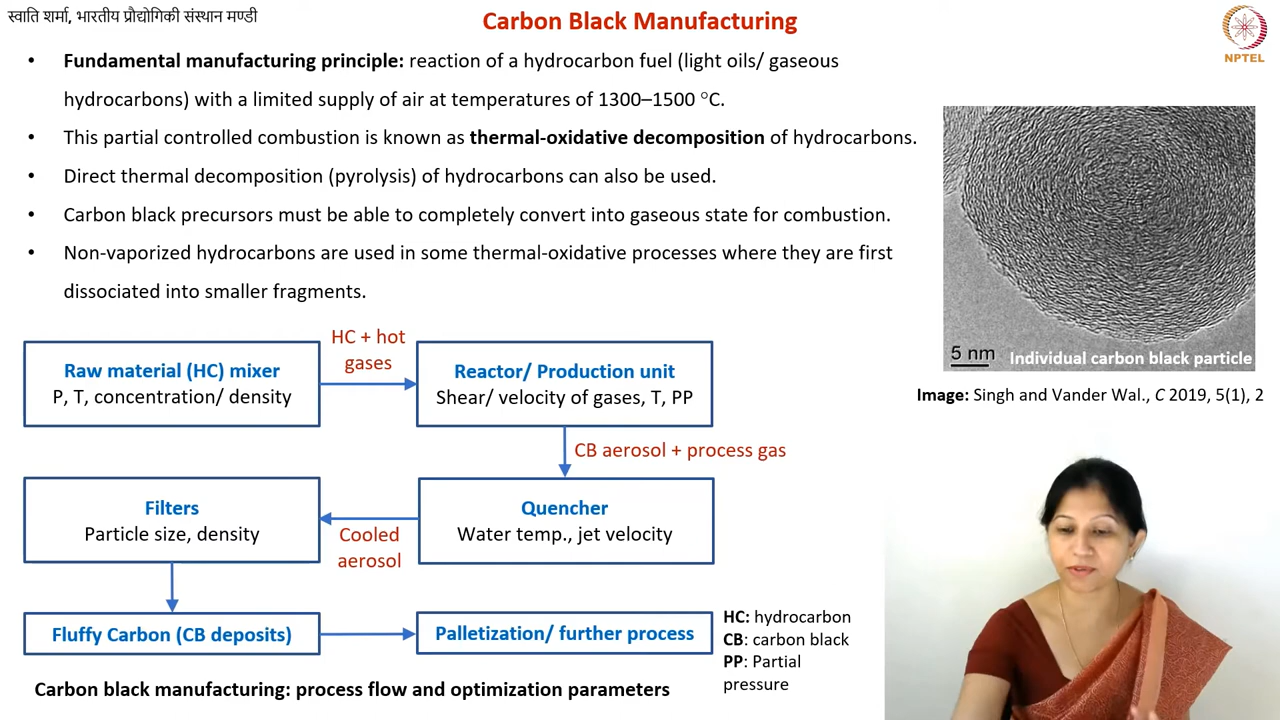 स्वाति शर्मा, भारतीय प्रौद्योगिकी संस्थान मण्डी
Carbon Black Manufacturing
NPTEL
• Fundamental manufacturing principle: reaction of a hydrocarbon fuel (light oils/ gaseous
hydrocarbons) with a limited supply of air at temperatures of 1300–1500 °C.
• This partial controlled combustion is known as thermal-oxidative decomposition of hydrocarbons.
• Direct thermal decomposition (pyrolysis) of hydrocarbons can also be used.
• Carbon black precursors must be able to completely convert into gaseous state for combustion.
• Non-vaporized hydrocarbons are used in some thermal-oxidative processes where they are first
dissociated into smaller fragments.
5 nm
Individual carbon black particle
Image: Singh and Vander Wal., C 2019, 5(1), 2
Raw material (HC) mixer
P, T, concentration/ density
HC + hot
gases
Reactor/ Production unit
Shear/ velocity of gases, T, PP
CB aerosol + process gas
Quencher
Water temp., jet velocity
Cooled
aerosol
Filters
Particle size, density
Fluffy Carbon (CB deposits)
Palletization/ further process
HC: hydrocarbon
CB: carbon black
PP: Partial
pressure
Carbon black manufacturing: process flow and optimization parameters